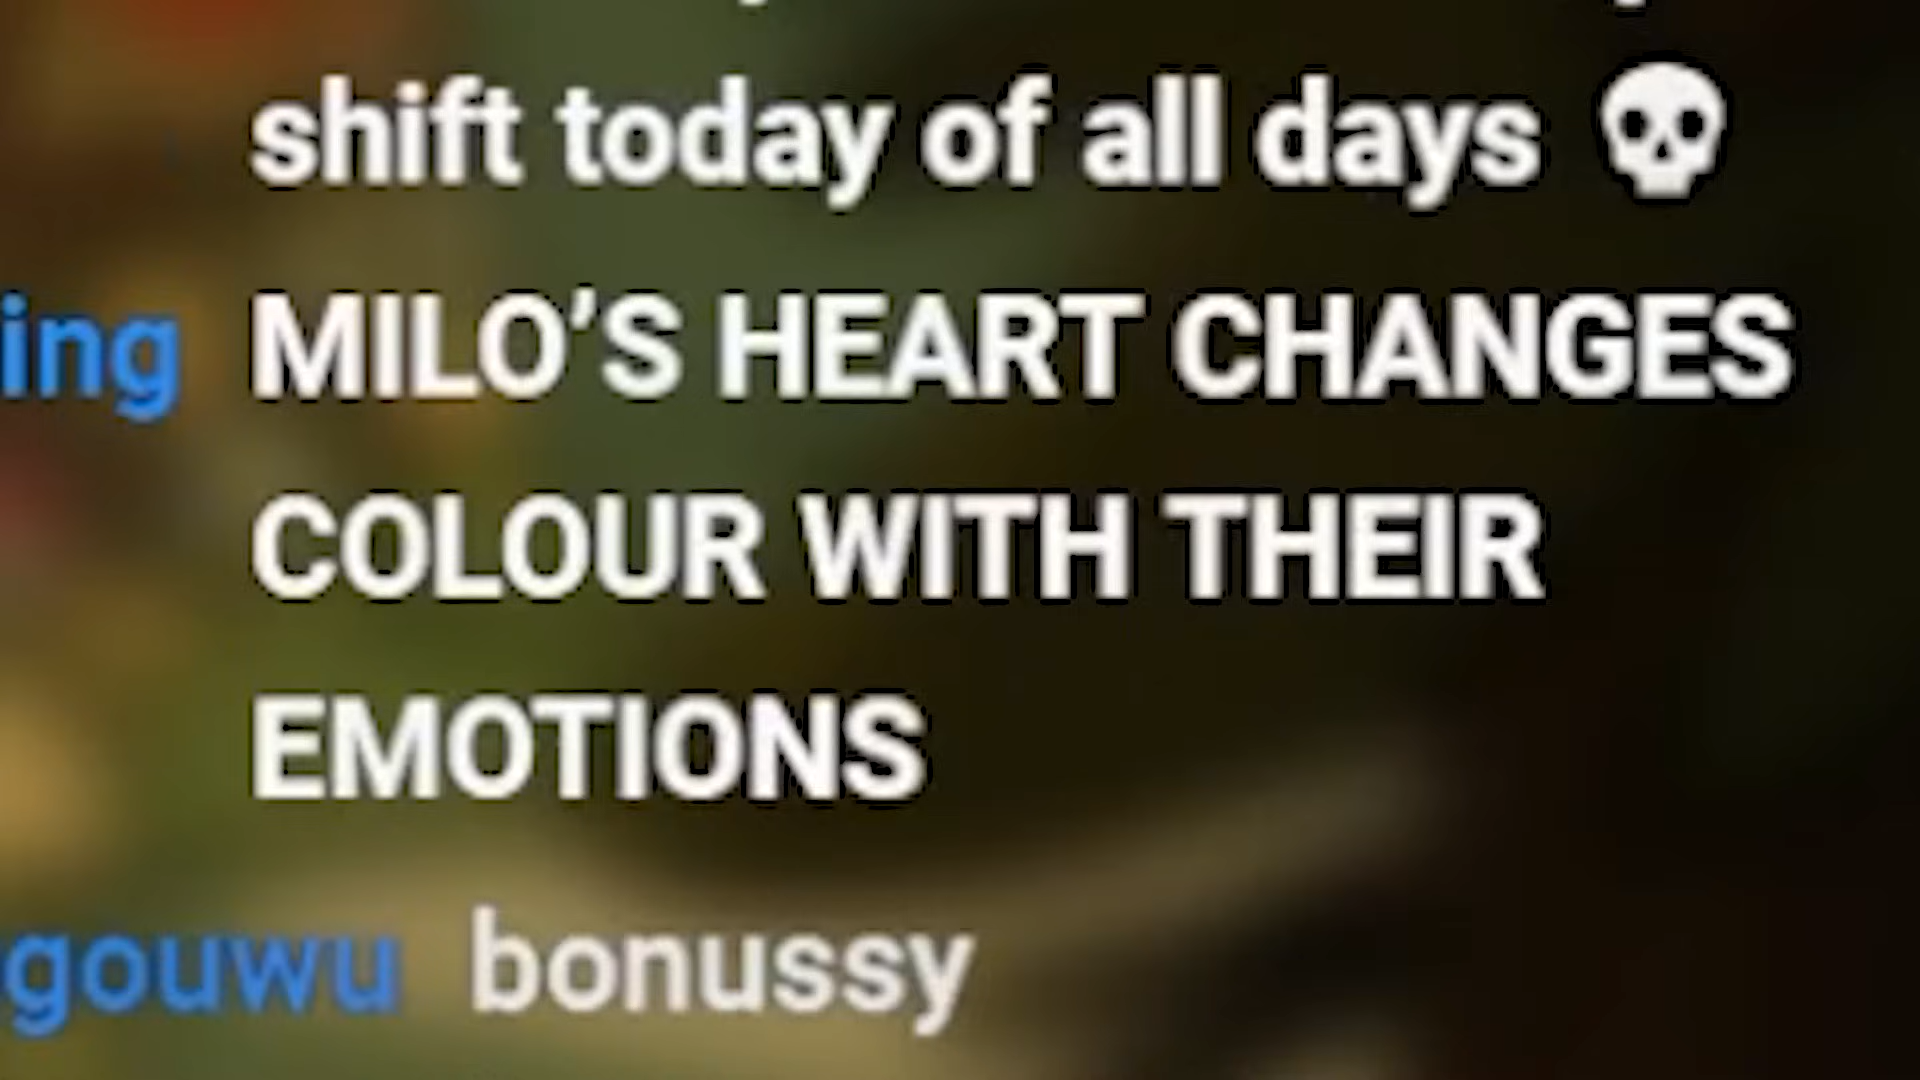 shift today of all days 💀
ing MILO’S HEART CHANGES
COLOUR WITH THEIR
EMOTIONS
gouwu bonussy